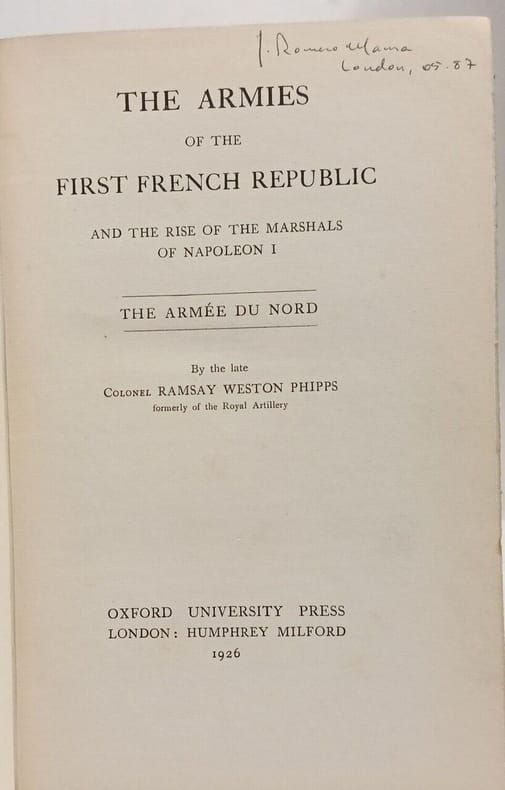 J. Romero Mama
London, 05.87
THE ARMIES
OF THE
FIRST FRENCH REPUBLIC
AND THE RISE OF THE MARSHALS
OF NAPOLEON I
THE ARMÉE DU NORD
By the late
COLONEL RAMSAY WESTON PHIPPS
formerly of the Royal Artillery
OXFORD UNIVERSITY PRESS
LONDON: HUMPHREY MILFORD
1926